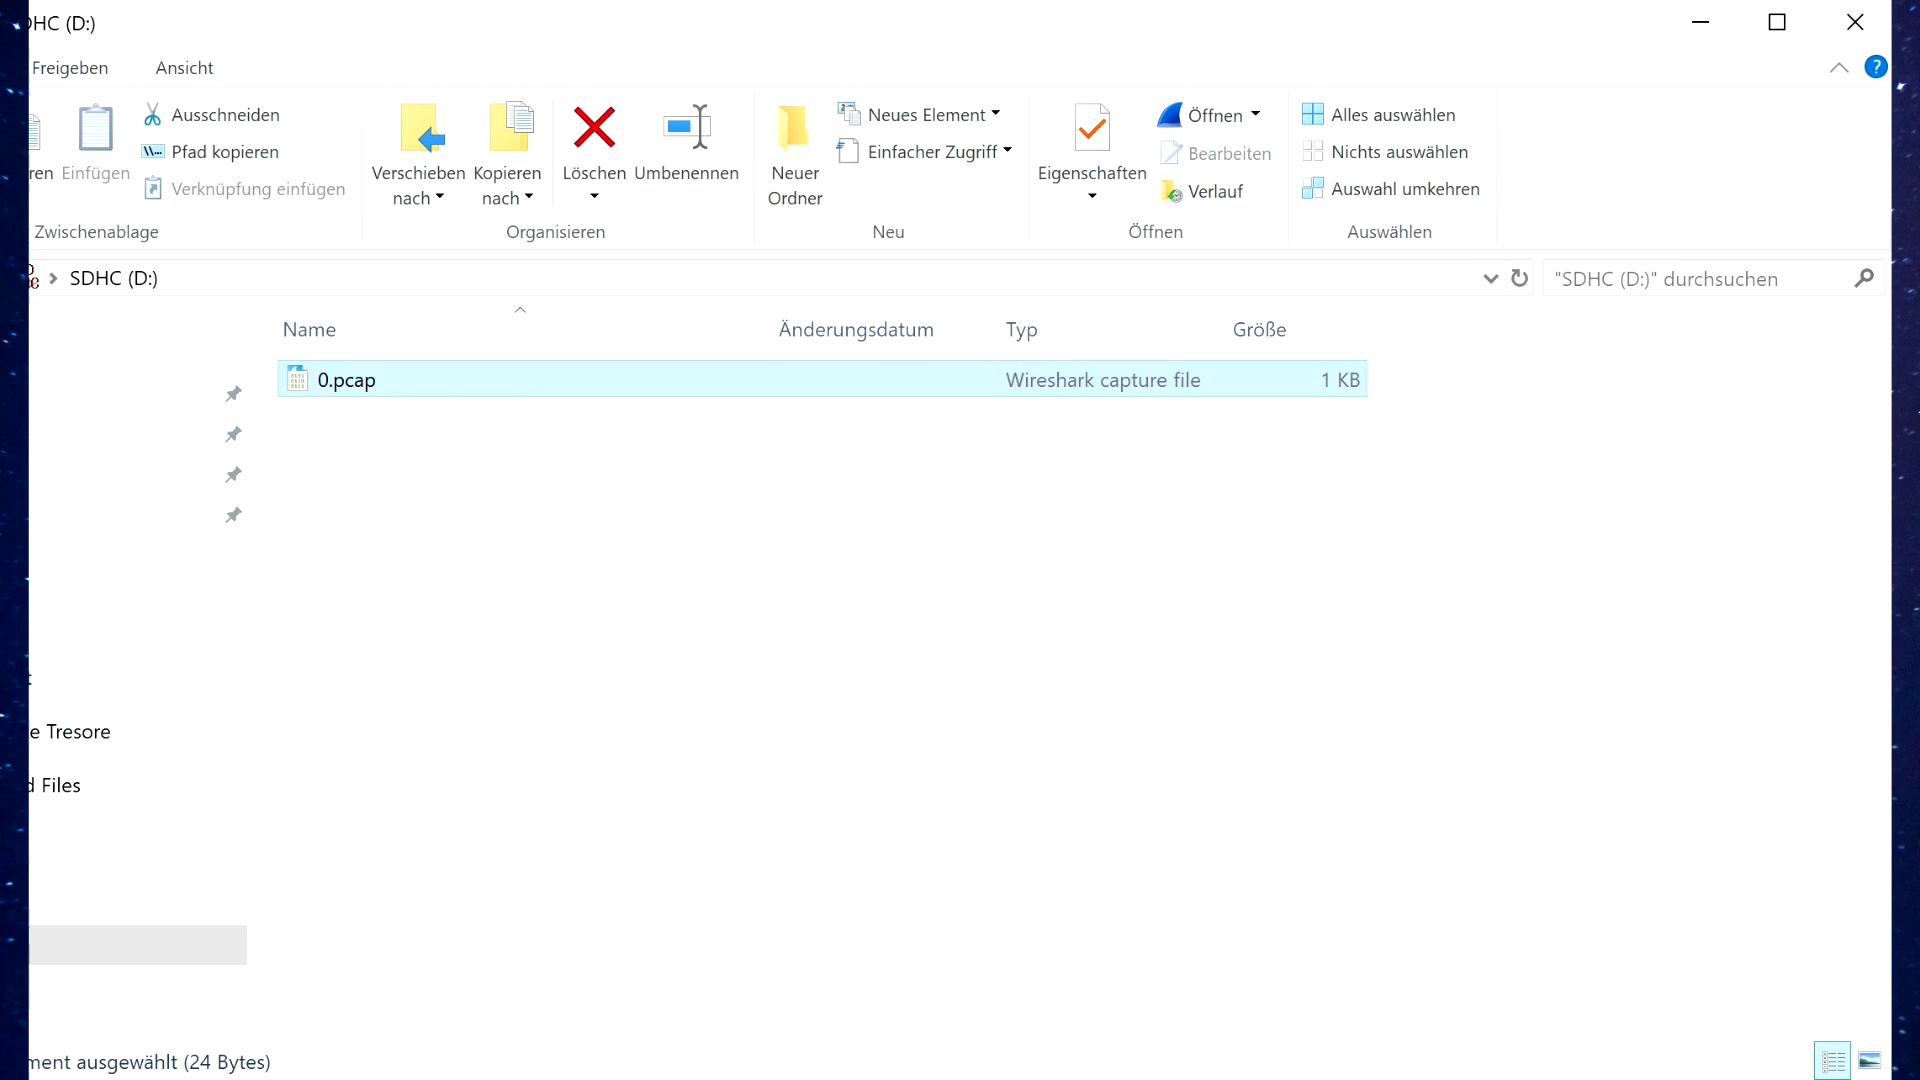 DHC (D:)
Freigeben Ansicht
?
ren Einfügen
Ausschneiden
Pfad kopieren
Verknüpfung einfügen
Zwischenablage
Verschieben nach
Kopieren nach
Löschen
Umbenennen
Organisieren
Neuer Ordner
Neues Element
Einfacher Zugriff
Neu
Eigenschaften
Öffnen
Bearbeiten
Verlauf
Öffnen
Alles auswählen
Nichts auswählen
Auswahl umkehren
Auswählen
SDHC (D:)
"SDHC (D:)" durchsuchen
Name Änderungsdatum Typ Größe
0.pcap Wireshark capture file 1 KB
e Tresore
d Files
ment ausgewählt (24 Bytes)